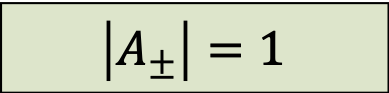 |A±| = 1